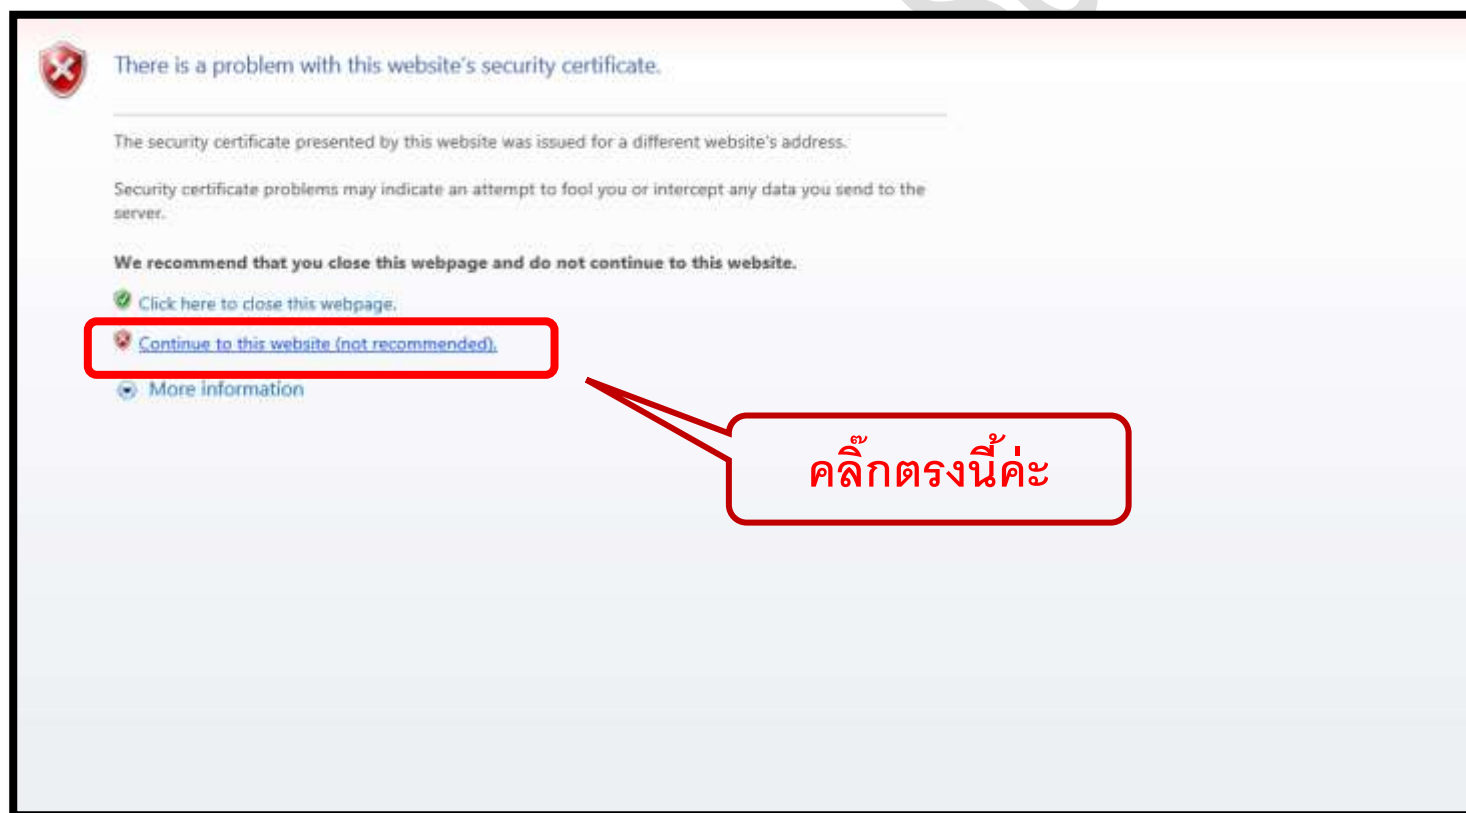 There is a problem with this website's security certificate.
The security certificate presented by this website was issued for a different website's address.
Security certificate problems may indicate an attempt to fool you or intercept any data you send to the
server.
We recommend that you close this webpage and do not continue to this website.
Click here to close this webpage.
Continue to this website (not recommended).
More information
คลิ๊กตรงนี้ค่ะ